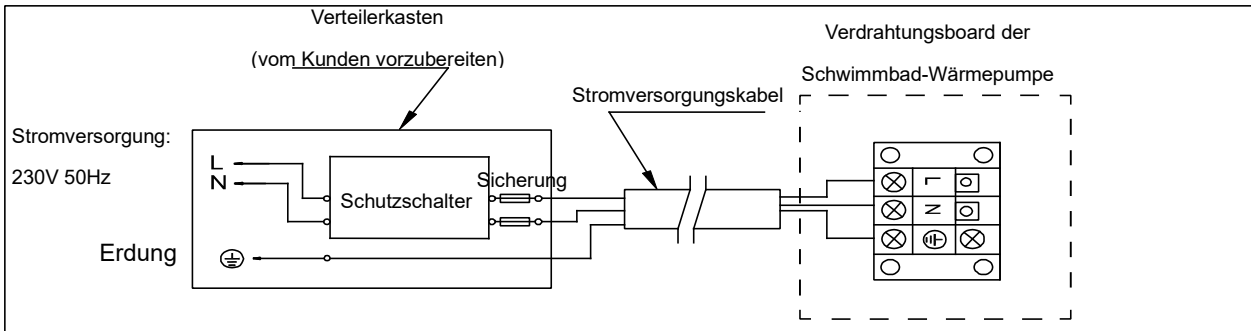 Verteilerkasten
(vom Kunden vorzubereiten)
Verdrahtungsboard der
Schwimmbad-Wärmepumpe
Stromversorgungskabel
Stromversorgung:
230V 50Hz
L
N
Schutzschalter
Sicherung
Erdung
L
N